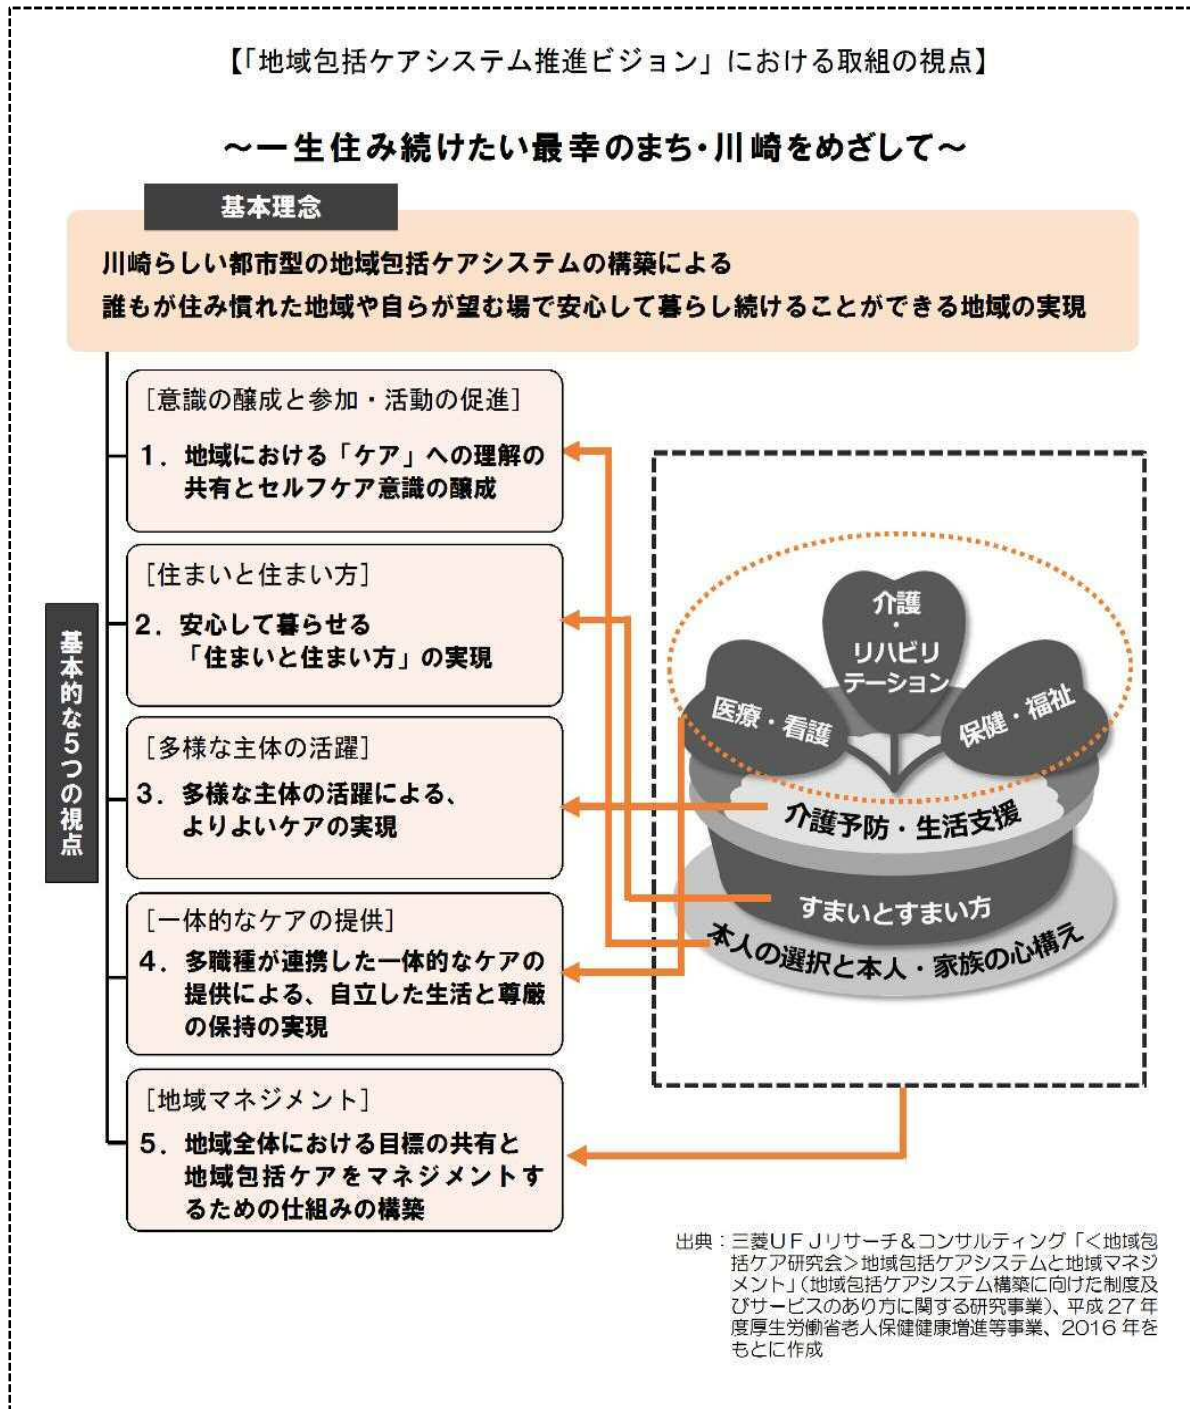 【「地域包括ケアシステム推進ビジョン」における取組の視点】
～一生住み続けたい最幸のまち・川崎をめざして～
基本理念
川崎らしい都市型の地域包括ケアシステムの構築による
誰もが住み慣れた地域や自らが望む場で安心して暮らし続けることができる地域の実現
基本的な5つの視点
［意識の醸成と参加・活動の促進］
1．地域における「ケア」への理解の
共有とセルフケア意識の醸成
［住まいと住まい方］
2．安心して暮らせる
「住まいと住まい方」の実現
［多様な主体の活躍］
3．多様な主体の活躍による、
よりよいケアの実現
［一体的なケアの提供］
4．多職種が連携した一体的なケアの
提供による、自立した生活と尊厳
の保持の実現
［地域マネジメント］
5．地域全体における目標の共有と
地域包括ケアをマネジメントす
るための仕組みの構築
介護
・
リハビリ
テーション
医療・看護
保健・福祉
介護予防・生活支援
すまいとすまい方
本人の選択と本人・家族の心構え
出典：三菱ＵＦＪリサーチ＆コンサルティング「＜地域包
括ケア研究会＞地域包括ケアシステムと地域マネジ
メント」（地域包括ケアシステム構築に向けた制度及
びサービスのあり方に関する研究事業）、平成 27 年
度厚生労働省老人保健健康増進等事業、2016 年を
もとに作成